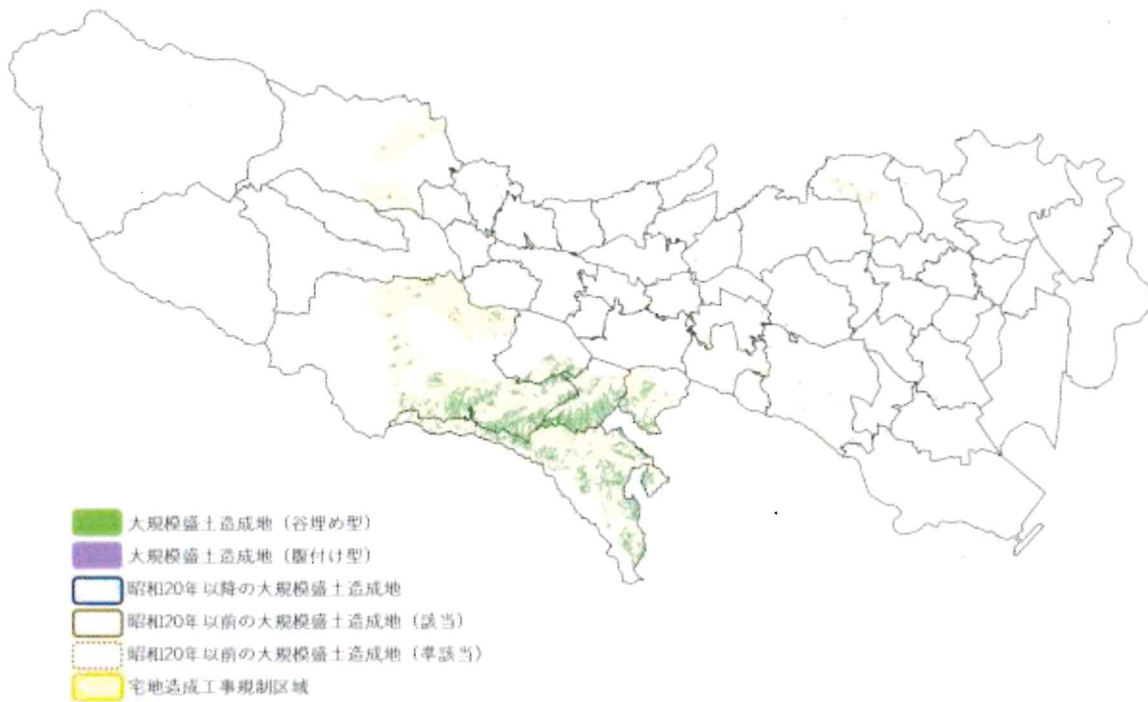 大規模盛土造成地（谷埋め型）
大規模盛土造成地（腹付け型）
昭和20年以降の大規模盛土造成地
昭和20年以前の大規模盛土造成地（該当）
昭和20年以前の大規模盛土造成地（準該当）
宅地造成工事規制区域